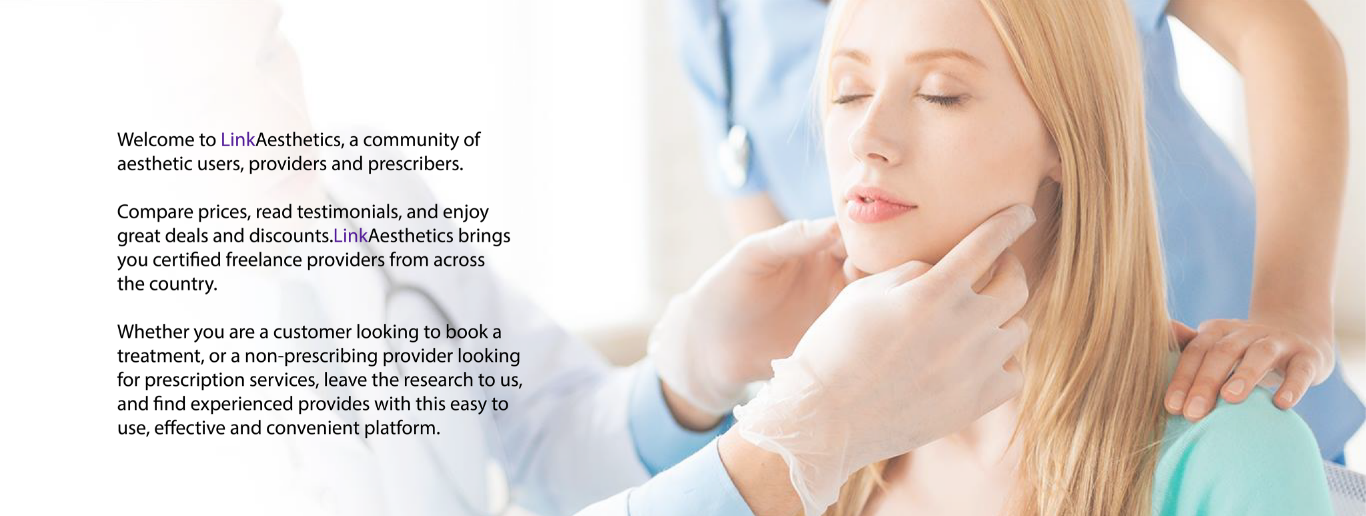 Welcome to LinkAesthetics, a community of
aesthetic users, providers and prescribers.
Compare prices, read testimonials, and enjoy
great deals and discounts.LinkAesthetics brings
you certified freelance providers from across
the country.
Whether you are a customer looking to book a
treatment, or a non-prescribing provider looking
for prescription services, leave the research to us,
and find experienced provides with this easy to
use, effective and convenient platform.